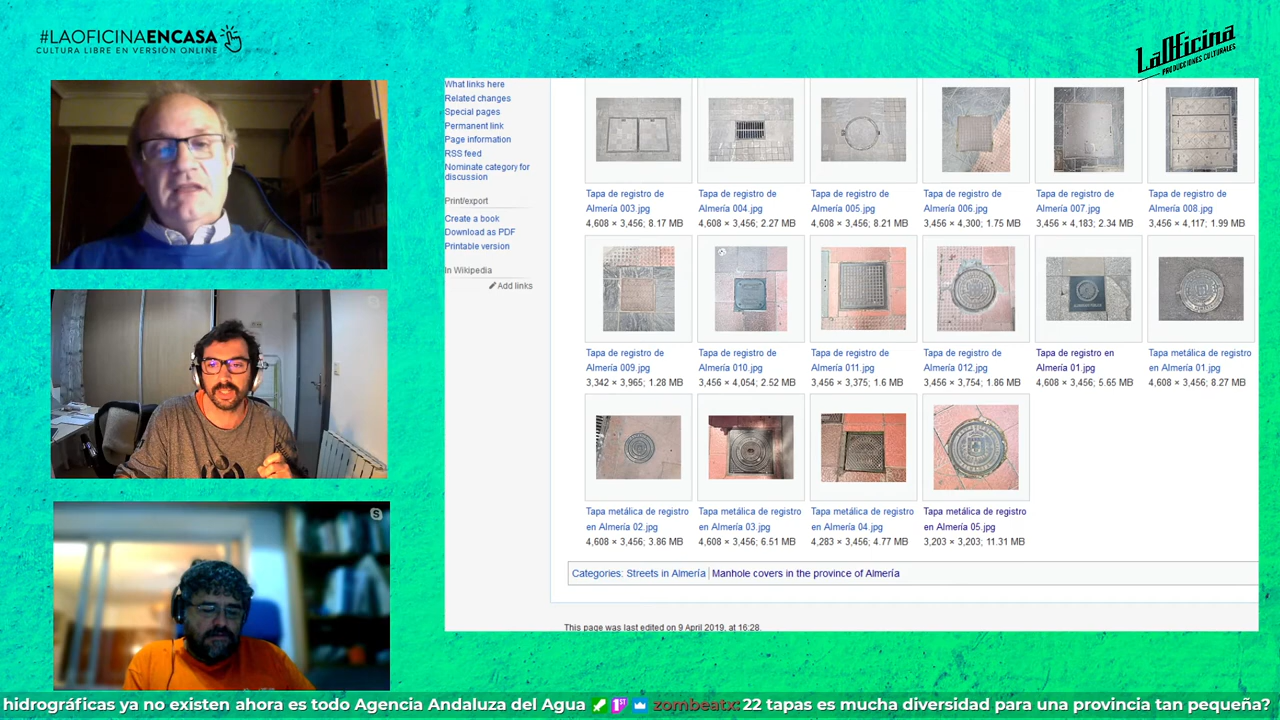 #LAOFICINAENCASA
CULTURA LIBRE EN VERSIÓN ONLINE
LaOficina
PRODUCCIONES CULTURALES
What links here
Related changes
Special pages
Permanent link
Page information
RSS feed
Nominate category for
discussion
Print/export
Create a book
Download as PDF
Printable version
In Wikipedia
Add links
Tapa de registro de
Almería 003.jpg
4,608 × 3,456; 8.17 MB
Tapa de registro de
Almería 004.jpg
4,608 × 3,456; 2.27 MB
Tapa de registro de
Almería 005.jpg
4,608 × 3,456; 8.21 MB
Tapa de registro de
Almería 006.jpg
3,456 × 4,300; 1.75 MB
Tapa de registro de
Almería 007.jpg
3,456 × 4,183; 2.34 MB
Tapa de registro de
Almería 008.jpg
3,456 × 4,117; 1.99 MB
Tapa de registro de
Almería 009.jpg
3,342 × 3,965; 1.28 MB
Tapa de registro de
Almería 010.jpg
3,456 × 4,054; 2.52 MB
Tapa de registro de
Almería 011.jpg
3,456 × 3,375; 1.6 MB
Tapa de registro de
Almería 012.jpg
3,456 × 3,754; 1.86 MB
Tapa de registro en
Almería 01.jpg
4,608 × 3,456; 5.65 MB
Tapa metálica de registro
en Almería 01.jpg
4,608 × 3,456; 8.27 MB
Tapa metálica de registro
en Almería 02.jpg
4,608 × 3,456; 3.86 MB
Tapa metálica de registro
en Almería 03.jpg
4,608 × 3,456; 6.51 MB
Tapa metálica de registro
en Almería 04.jpg
4,283 × 3,456; 4.77 MB
Tapa metálica de registro
en Almería 05.jpg
3,203 × 3,203; 11.31 MB
Categories: Streets in Almería | Manhole covers in the province of Almería
This page was last edited on 9 April 2019, at 16:28.
hidrográficas ya no existen ahora es todo Agencia Andaluza del Agua 1ST zombeatx: 22 tapas es mucha diversidad para una provincia tan pequeña?